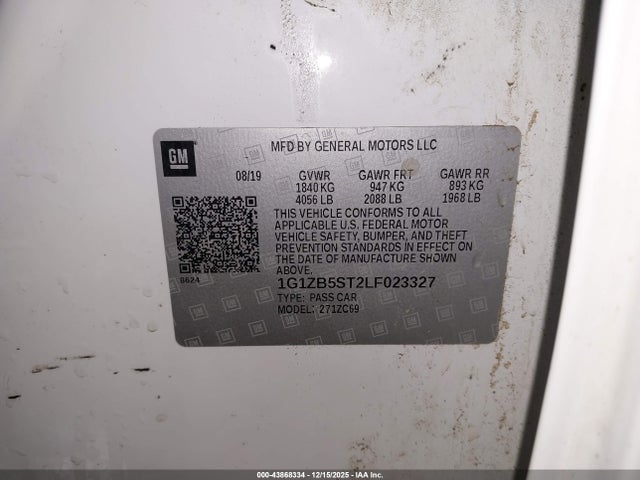 GM
MFD BY GENERAL MOTORS LLC
08/19 GVWR GAWR FRT GAWR RR
1840 KG 947 KG 893 KG
4056 LB 2088 LB 1968 LB
THIS VEHICLE CONFORMS TO ALL
APPLICABLE U.S. FEDERAL MOTOR
VEHICLE SAFETY, BUMPER, AND THEFT
PREVENTION STANDARDS IN EFFECT ON
THE DATE OF MANUFACTURE SHOWN
ABOVE.
0624
1G1ZB5ST2LF023327
TYPE: PASS CAR
MODEL: 271ZC69
000-43868334 - 12/15/2025 - IAAI.COM